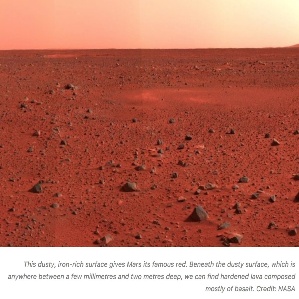 This dusty, iron-rich surface gives Mars its famous red. Beneath the dusty surface, which is
anywhere between a few millimetres and two metres deep, we can find hardened lava composed
mostly of basalt. Credit: NASA